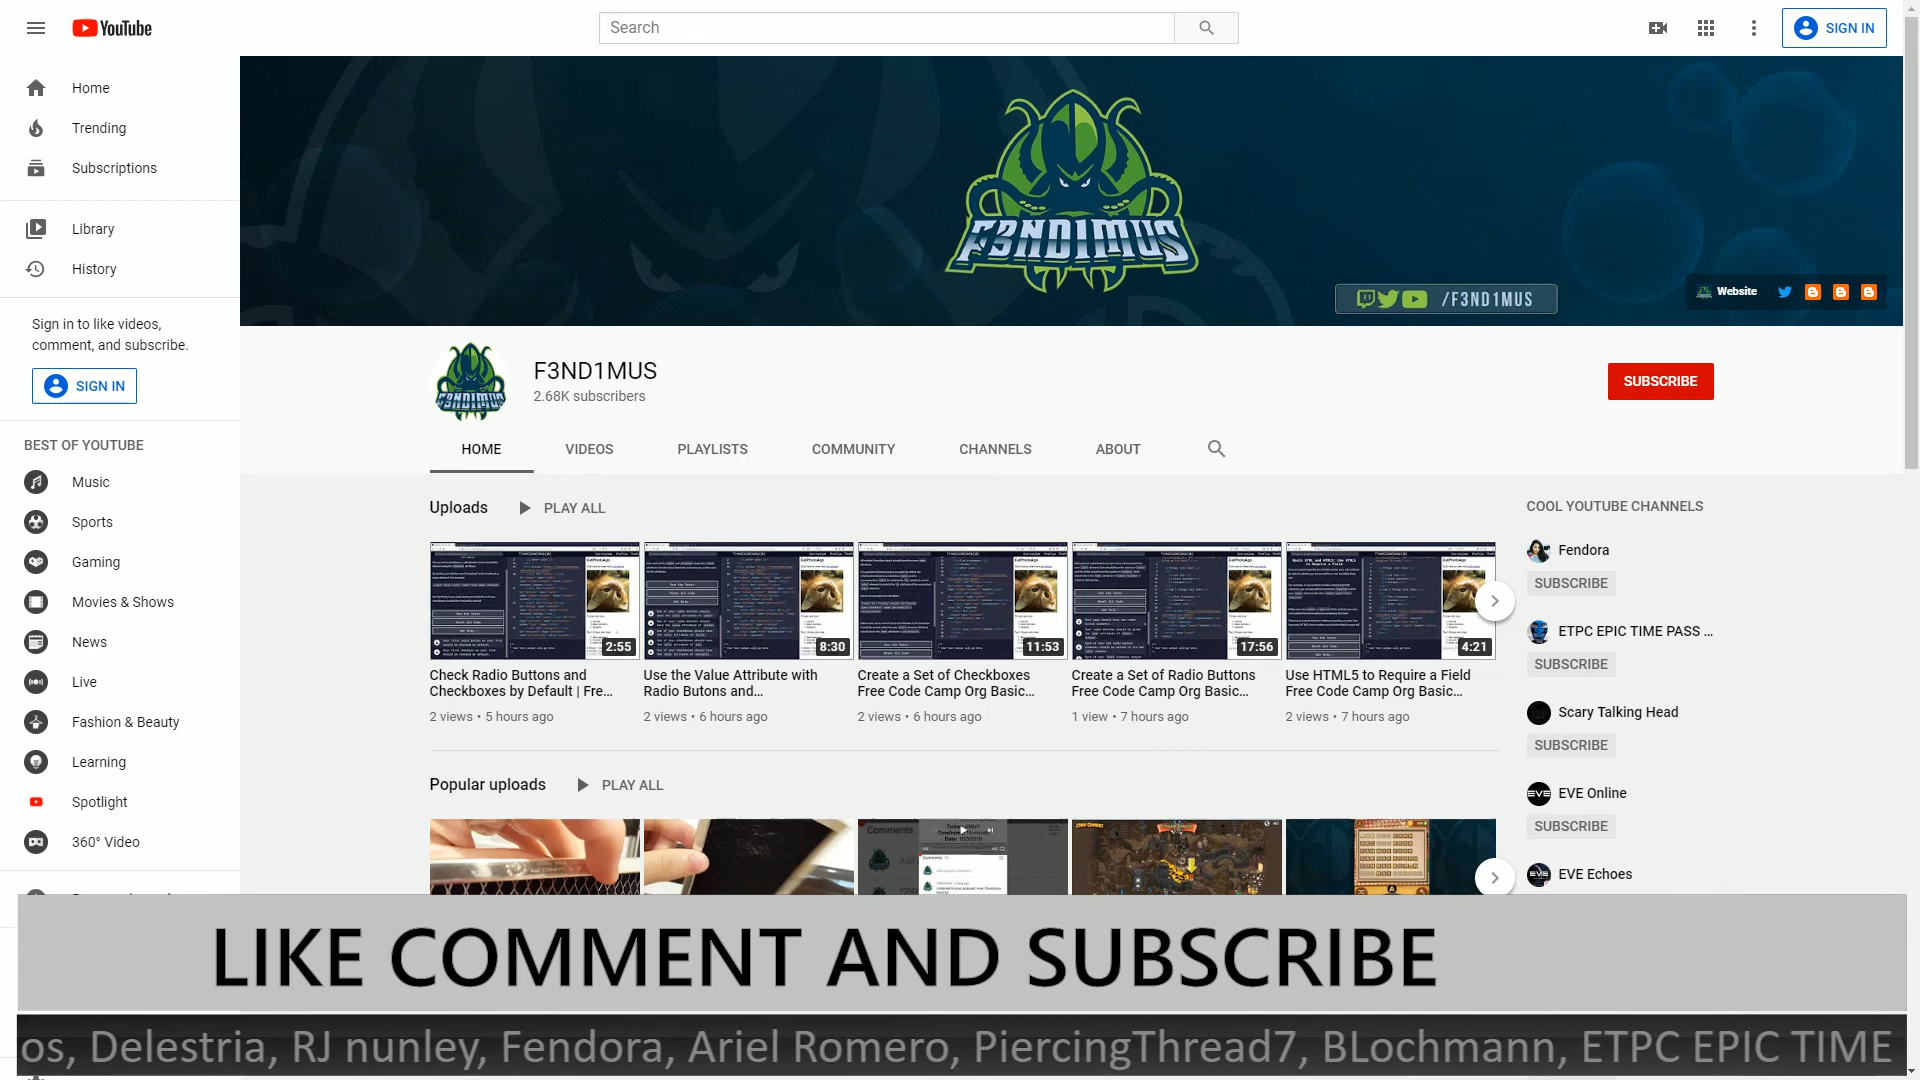 YouTube
Search
SIGN IN
Home
Trending
Subscriptions
Library
History
Sign in to like videos,
comment, and subscribe.
SIGN IN
BEST OF YOUTUBE
Music
Sports
Gaming
Movies & Shows
News
Live
Fashion & Beauty
Learning
Spotlight
360° Video
F3ND1MUS
/F3ND1MUS
Website
F3ND1MUS
F3ND1MUS
2.68K subscribers
SUBSCRIBE
HOME
VIDEOS
PLAYLISTS
COMMUNITY
CHANNELS
ABOUT
Uploads
PLAY ALL
2:55
8:30
11:53
17:56
4:21
Check Radio Buttons and
Checkboxes by Default | Fre...
2 views • 5 hours ago
Use the Value Attribute with
Radio Butons and...
2 views • 6 hours ago
Create a Set of Checkboxes
Free Code Camp Org Basic...
2 views • 6 hours ago
Create a Set of Radio Buttons
Free Code Camp Org Basic...
1 view • 7 hours ago
Use HTML5 to Require a Field
Free Code Camp Org Basic...
2 views • 7 hours ago
Popular uploads
PLAY ALL
Comments
COOL YOUTUBE CHANNELS
Fendora
SUBSCRIBE
ETPC EPIC TIME PASS ...
SUBSCRIBE
Scary Talking Head
SUBSCRIBE
EVE Online
SUBSCRIBE
EVE Echoes
LIKE COMMENT AND SUBSCRIBE
os, Delestria, RJ nunley, Fendora, Ariel Romero, PiercingThread7, BLochmann, ETPC EPIC TIME